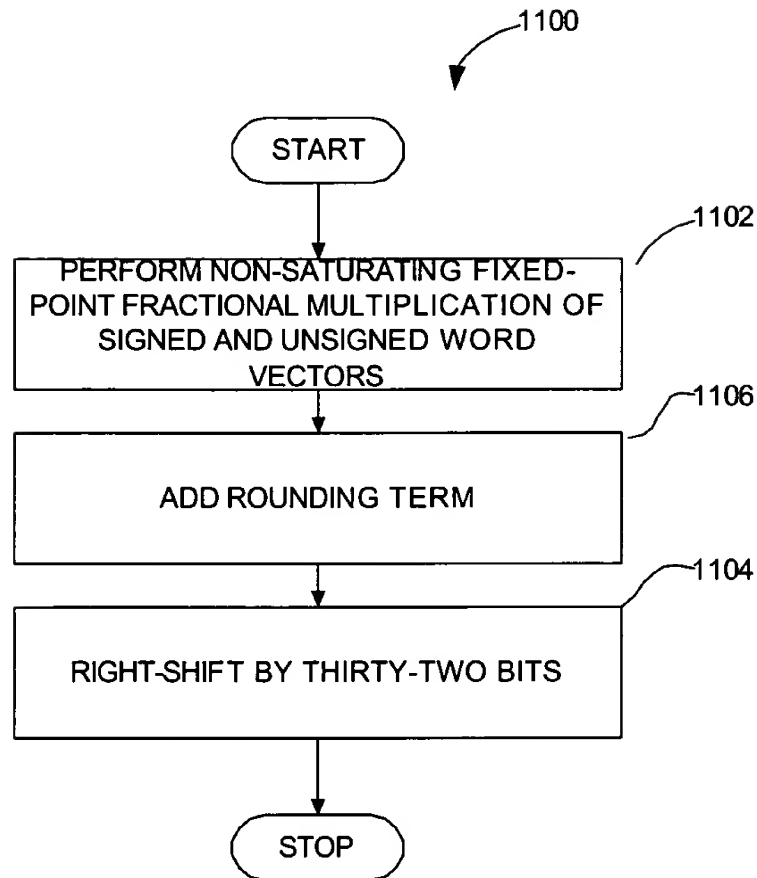 1100
START
1102
PERFORM NON-SATURATING FIXED-
POINT FRACTIONAL MULTIPLICATION OF
SIGNED AND UNSIGNED WORD
VECTORS
1106
ADD ROUNDING TERM
1104
RIGHT-SHIFT BY THIRTY-TWO BITS
STOP